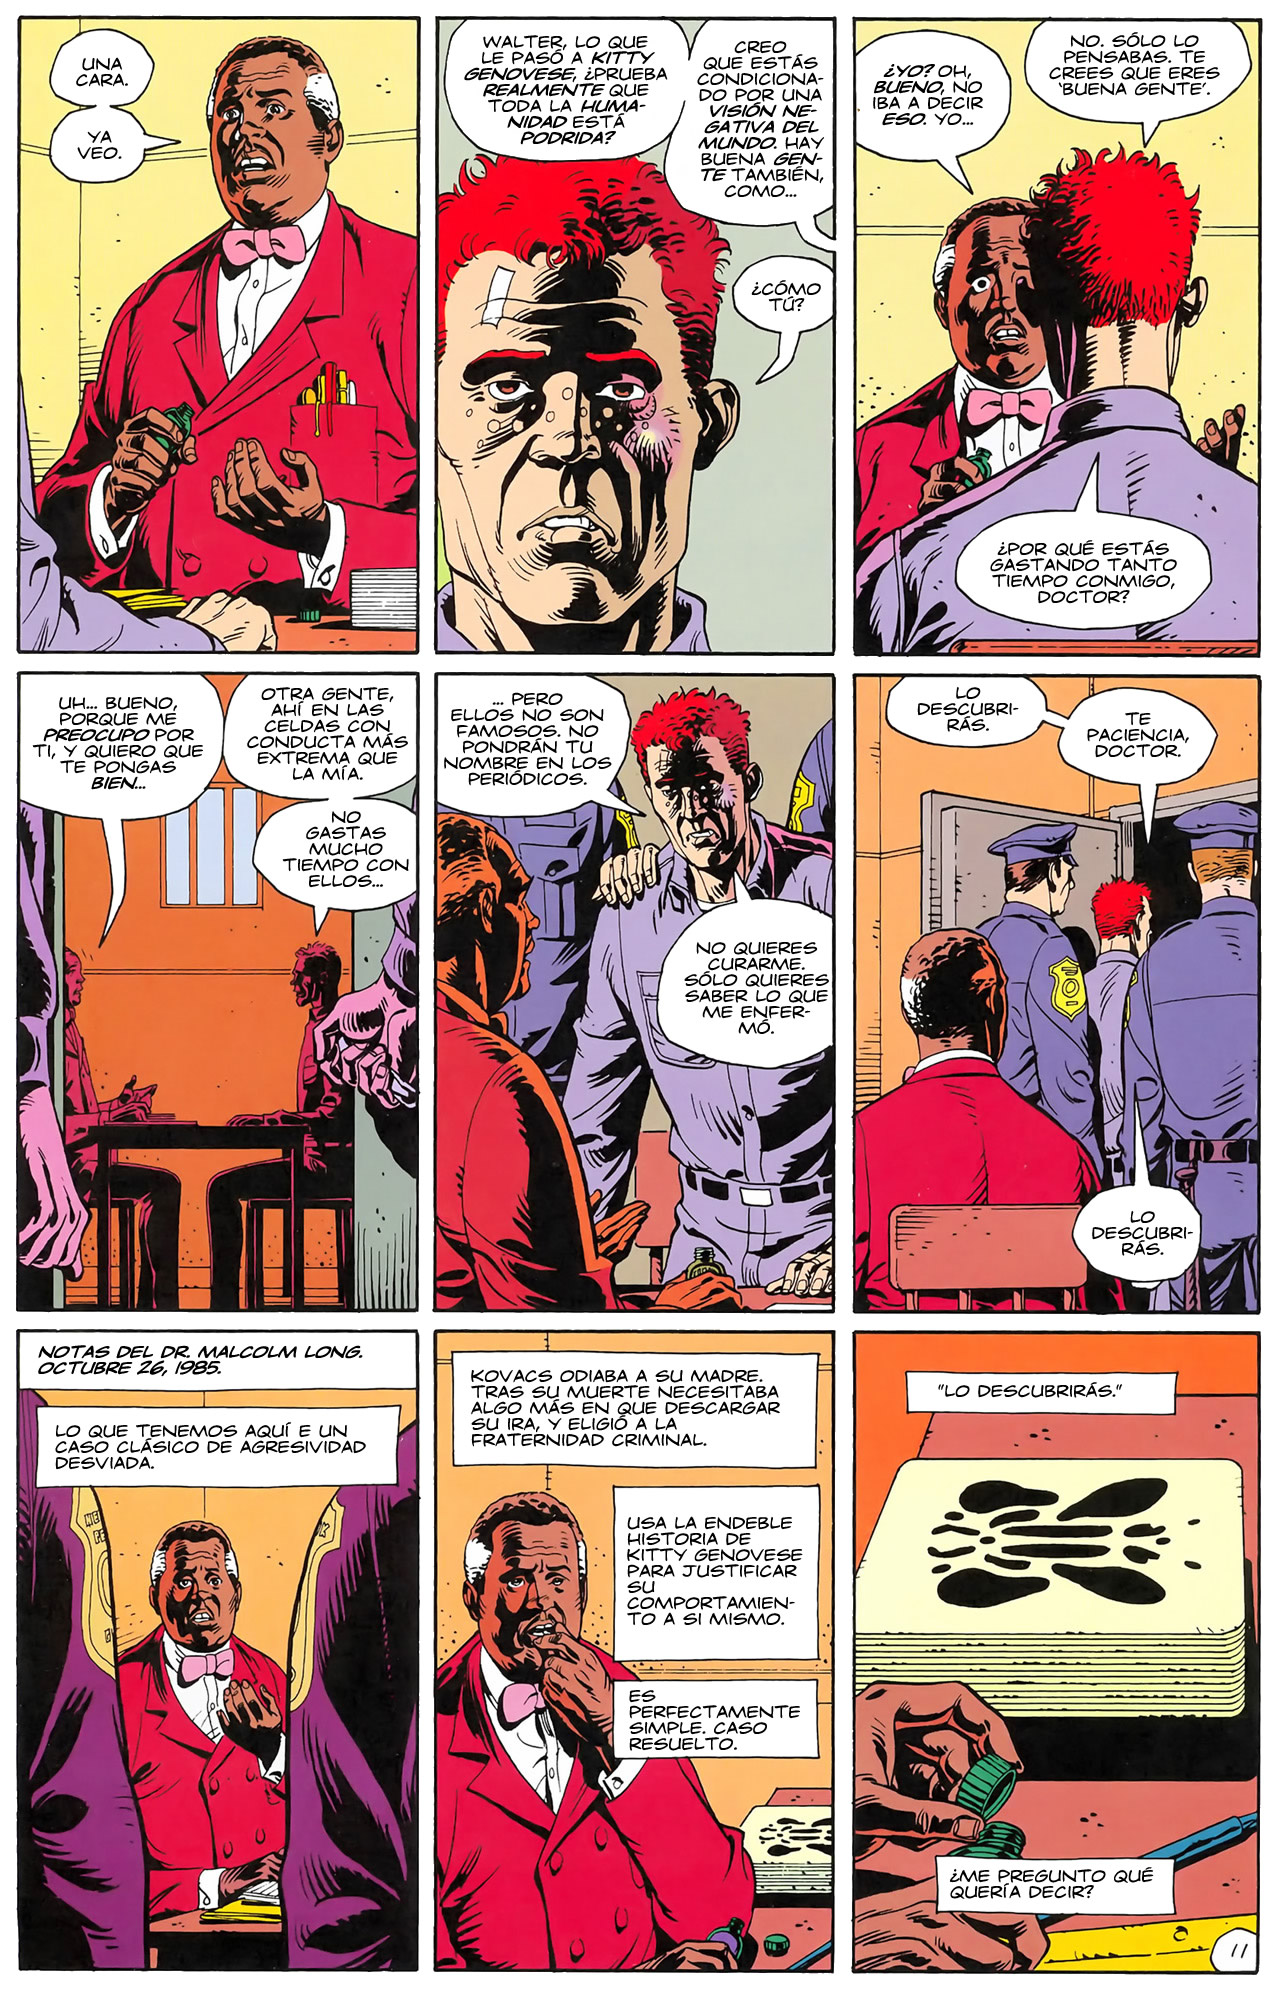 UNA
CARA.
YA
VEO.
WALTER, LO QUE
LE PASÓ A KITTY
GENOVESE, ¿PRUEBA
REALMENTE QUE
TODA LA HUMA-
NIDAD ESTÁ
PODRIDA?
CREO
QUE ESTÁS
CONDICIONA-
DO POR UNA
VISIÓN NE-
GATIVA DEL
MUNDO. HAY
BUENA GEN-
TE TAMBIÉN,
COMO...
¿CÓMO
TÚ?
¿YO? OH,
BUENO, NO
IBA A DECIR
ESO. YO...
NO. SÓLO LO
PENSABAS. TE
CREES QUE ERES
'BUENA GENTE'.
¿POR QUÉ ESTÁS
GASTANDO TANTO
TIEMPO CONMIGO,
DOCTOR?
UH... BUENO,
PORQUE ME
PREOCUPO POR
TI, Y QUIERO QUE
TE PONGAS
BIEN...
OTRA GENTE,
AHÍ EN LAS
CELDAS CON
CONDUCTA MÁS
EXTREMA QUE
LA MÍA.
NO
GASTAS
MUCHO
TIEMPO CON
ELLOS...
... PERO
ELLOS NO SON
FAMOSOS. NO
PONDRÁN TU
NOMBRE EN LOS
PERIÓDICOS.
NO QUIERES
CURARME.
SÓLO QUIERES
SABER LO QUE
ME ENFER-
MÓ.
LO
DESCUBRI-
RÁS.
TE
PACIENCIA,
DOCTOR.
LO
DESCUBRI-
RÁS.
NOTAS DEL DR. MALCOLM LONG.
OCTUBRE 26, 1985.
LO QUE TENEMOS AQUÍ E UN
CASO CLÁSICO DE AGRESIVIDAD
DESVIADA.
KOVACS ODIABA A SU MADRE.
TRAS SU MUERTE NECESITABA
ALGO MÁS EN QUE DESCARGAR
SU IRA, Y ELIGIÓ A LA
FRATERNIDAD CRIMINAL.
USA LA ENDEBLE
HISTORIA DE
KITTY GENOVESE
PARA JUSTIFICAR
SU
COMPORTAMIEN-
TO A SI MISMO.
ES
PERFECTAMENTE
SIMPLE. CASO
RESUELTO.
"LO DESCUBRIRÁS."
¿ME PREGUNTO QUÉ
QUERÍA DECIR?
11